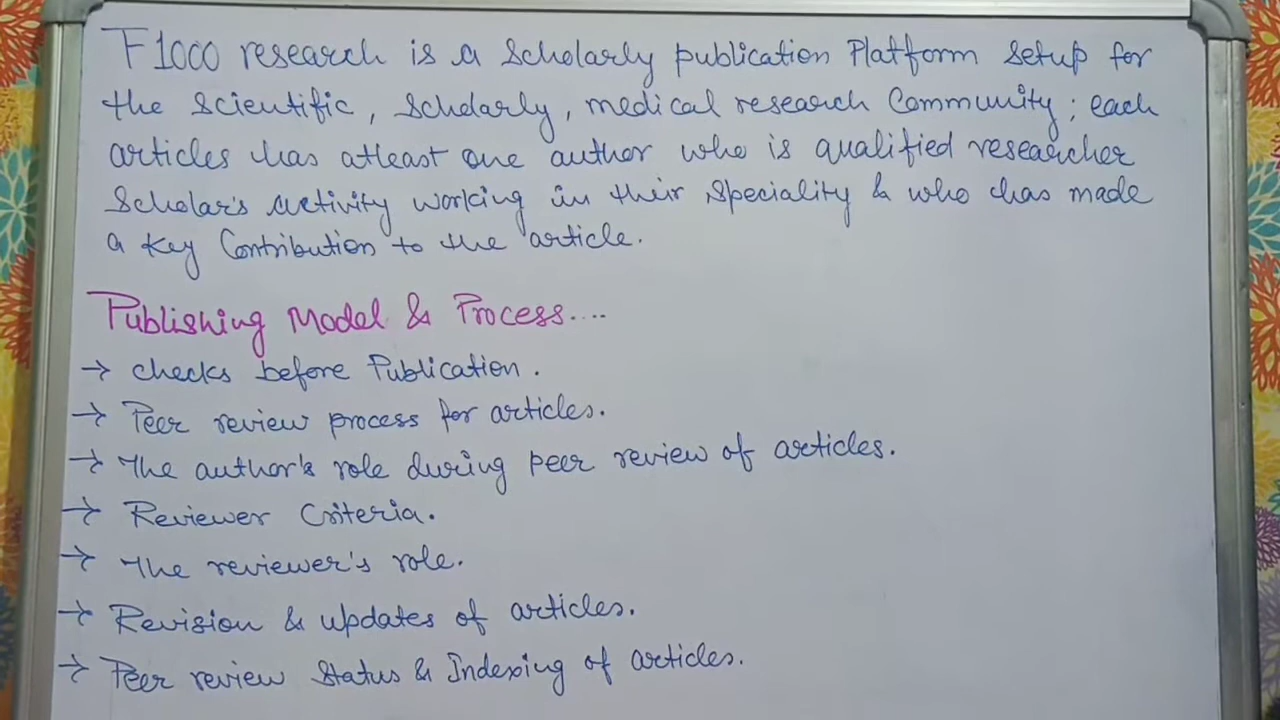 F1000 research is a Scholarly publication Platform Setup for
the Scientific, Scholarly, medical research Community; each
articles has atleast one author who is qualified researcher
Scholar's activity working in their Speciality & who has made
a Key Contribution to the article.
Publishing Model & Process....
→ checks before Publication.
→ Peer review process for articles.
→ The author's role during peer review of articles.
→ Reviewer Criteria.
→ The reviewer's role.
→ Revision & updates of articles.
→ Peer review Status & Indexing of articles.